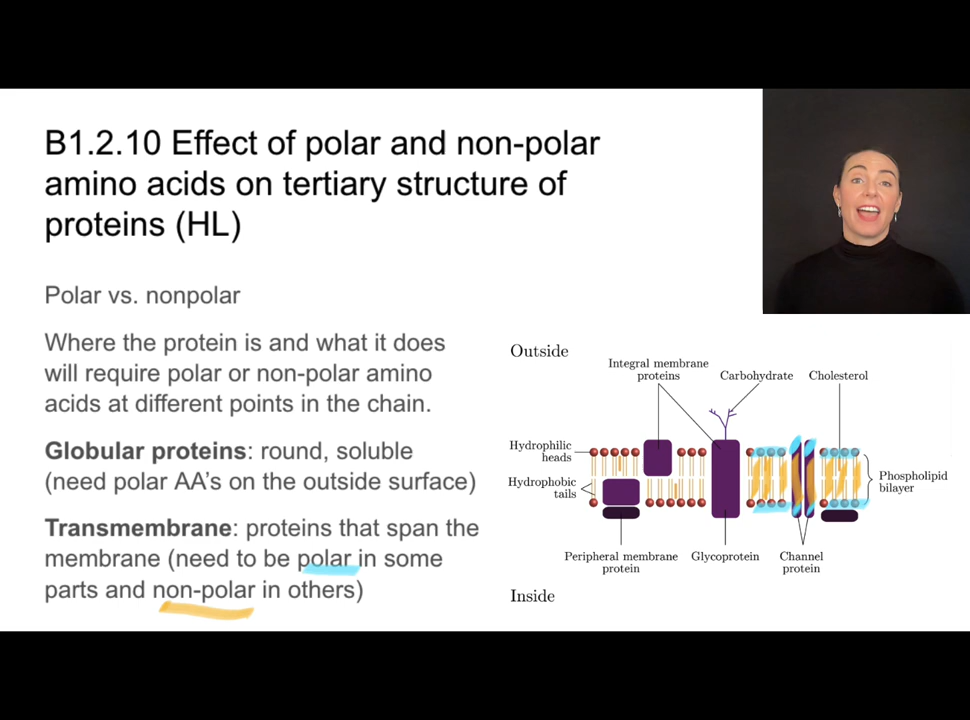 B1.2.10 Effect of polar and non-polar
amino acids on tertiary structure of
proteins (HL)
Polar vs. nonpolar
Where the protein is and what it does
will require polar or non-polar amino
acids at different points in the chain.
Globular proteins: round, soluble
(need polar AA's on the outside surface)
Transmembrane: proteins that span the
membrane (need to be polar in some
parts and non-polar in others)
Outside
Integral membrane
proteins
Carbohydrate
Cholesterol
Hydrophilic
heads
Hydrophobic
tails
Phospholipid
bilayer
Peripheral membrane
protein
Glycoprotein
Channel
protein
Inside